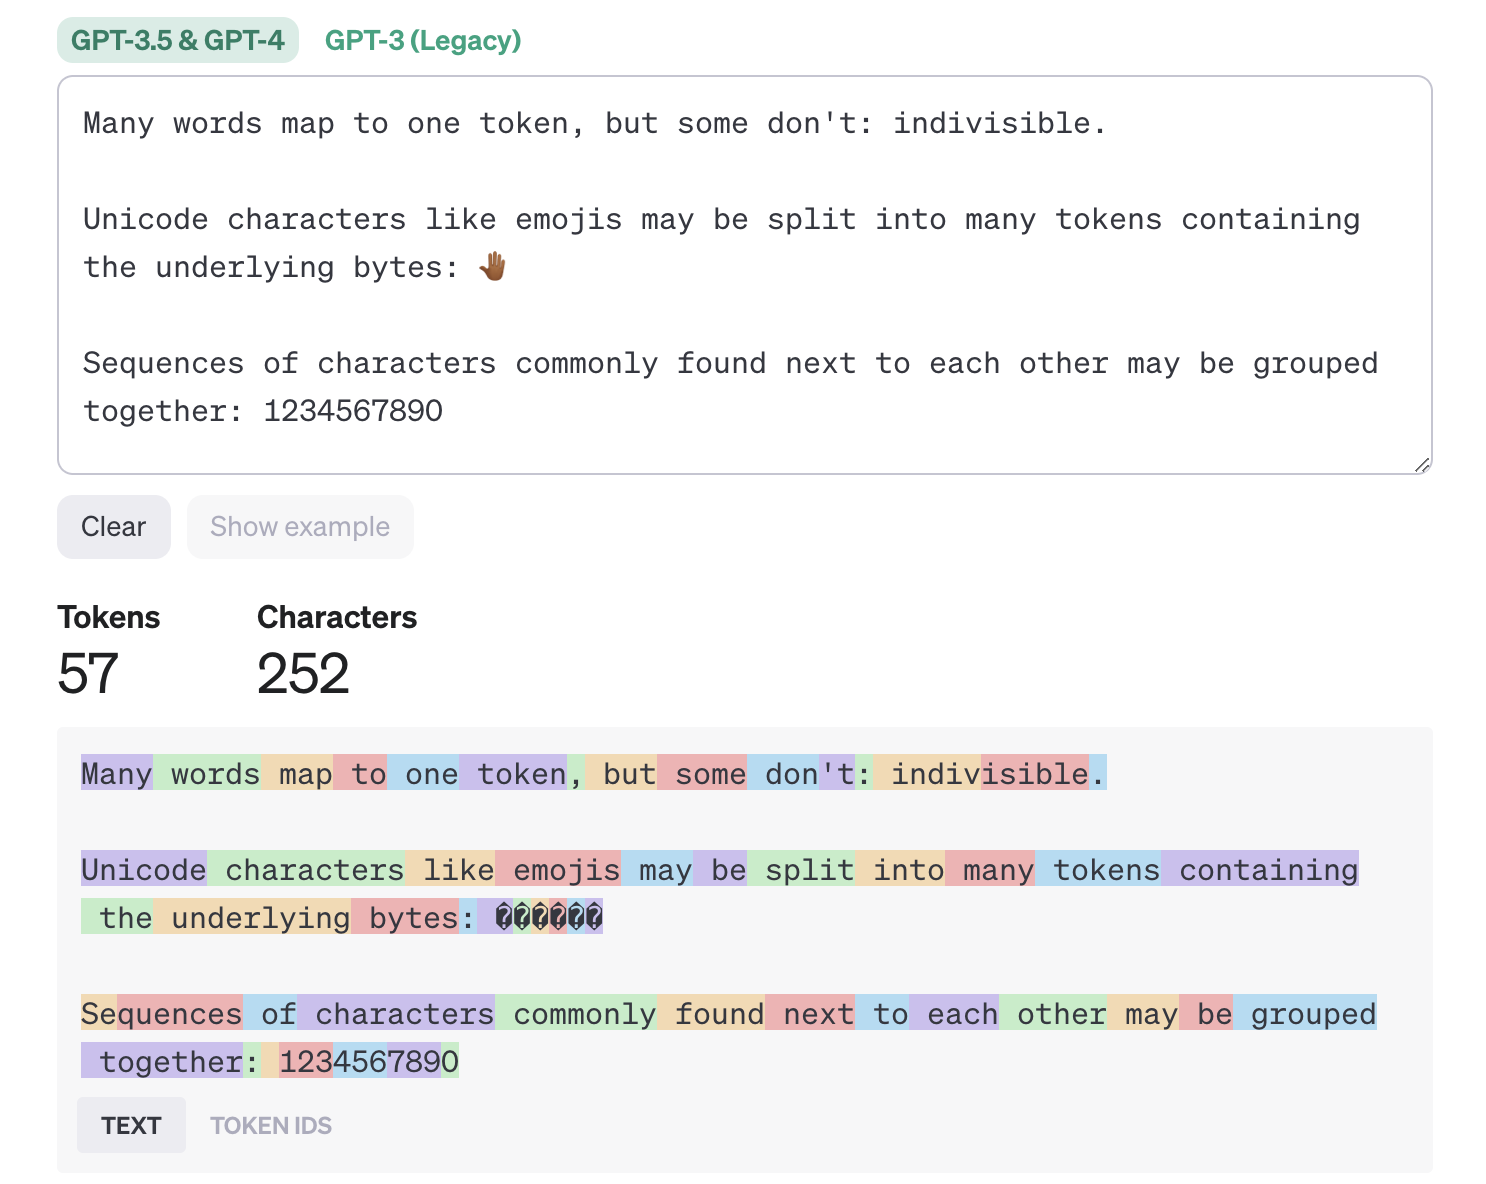 GPT-3.5 & GPT-4 GPT-3 (Legacy)
Many words map to one token, but some don't: indivisible.
Unicode characters like emojis may be split into many tokens containing
the underlying bytes: 🤚🏾
Sequences of characters commonly found next to each other may be grouped
together: 1234567890
Clear Show example
Tokens Characters
57 252
Many words map to one token, but some don't: indivisible.
Unicode characters like emojis may be split into many tokens containing
the underlying bytes: ������
Sequences of characters commonly found next to each other may be grouped
together: 1234567890
TEXT TOKEN IDS